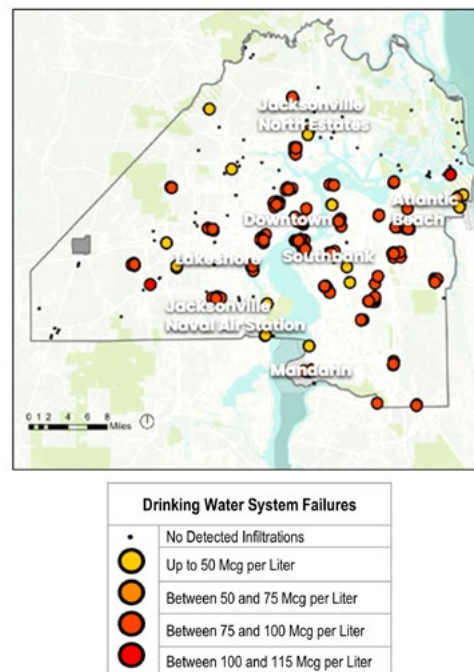 Jacksonville
North Estates
Atlantic
Beach
Downtown
Lakeshore
Southbank
Jacksonville
Naval Air Station
Mandarin
0 1 2 4 6 8
Miles
Drinking Water System Failures
No Detected Infiltrations
Up to 50 Mcg per Liter
Between 50 and 75 Mcg per Liter
Between 75 and 100 Mcg per Liter
Between 100 and 115 Mcg per Liter